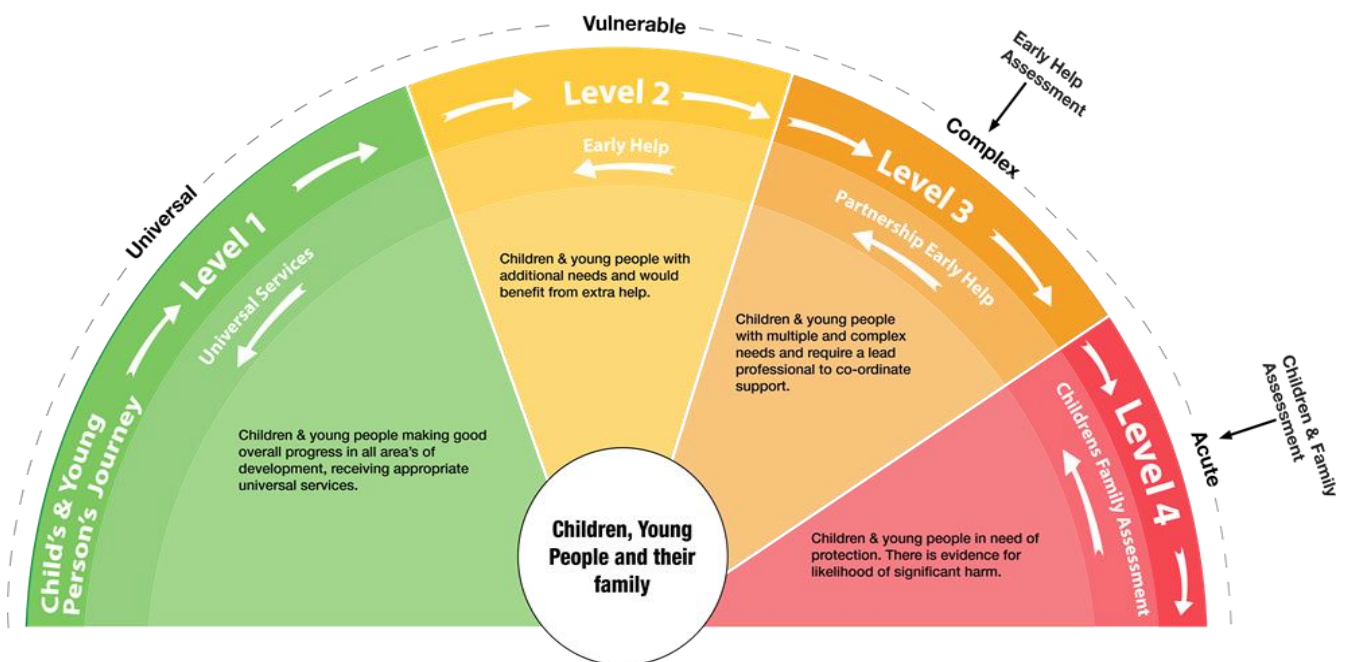 Universal
Child's & Young
Person's Journey
Level 1
Universal Services
Children & young people making good
overall progress in all area's of
development, receiving appropriate
universal services.
Vulnerable
Level 2
Early Help
Children & young people with
additional needs and would
benefit from extra help.
Early Help
Assessment
Complex
Level 3
Partnership Early Help
Children & young people
with multiple and complex
needs and require a lead
professional to co-ordinate
support.
Children & Family
Assessment
Acute
Level 4
Childrens Family Assessment
Children & young people in need of
protection. There is evidence for
likelihood of significant harm.
Children, Young
People and their
family